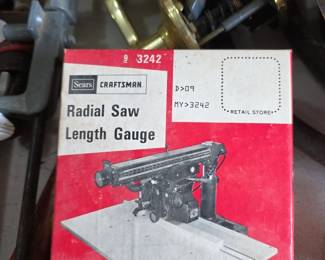 9 3242
Sears CRAFTSMAN
Radial Saw
Length Gauge
D>09
MY>3242
RETAIL STORE